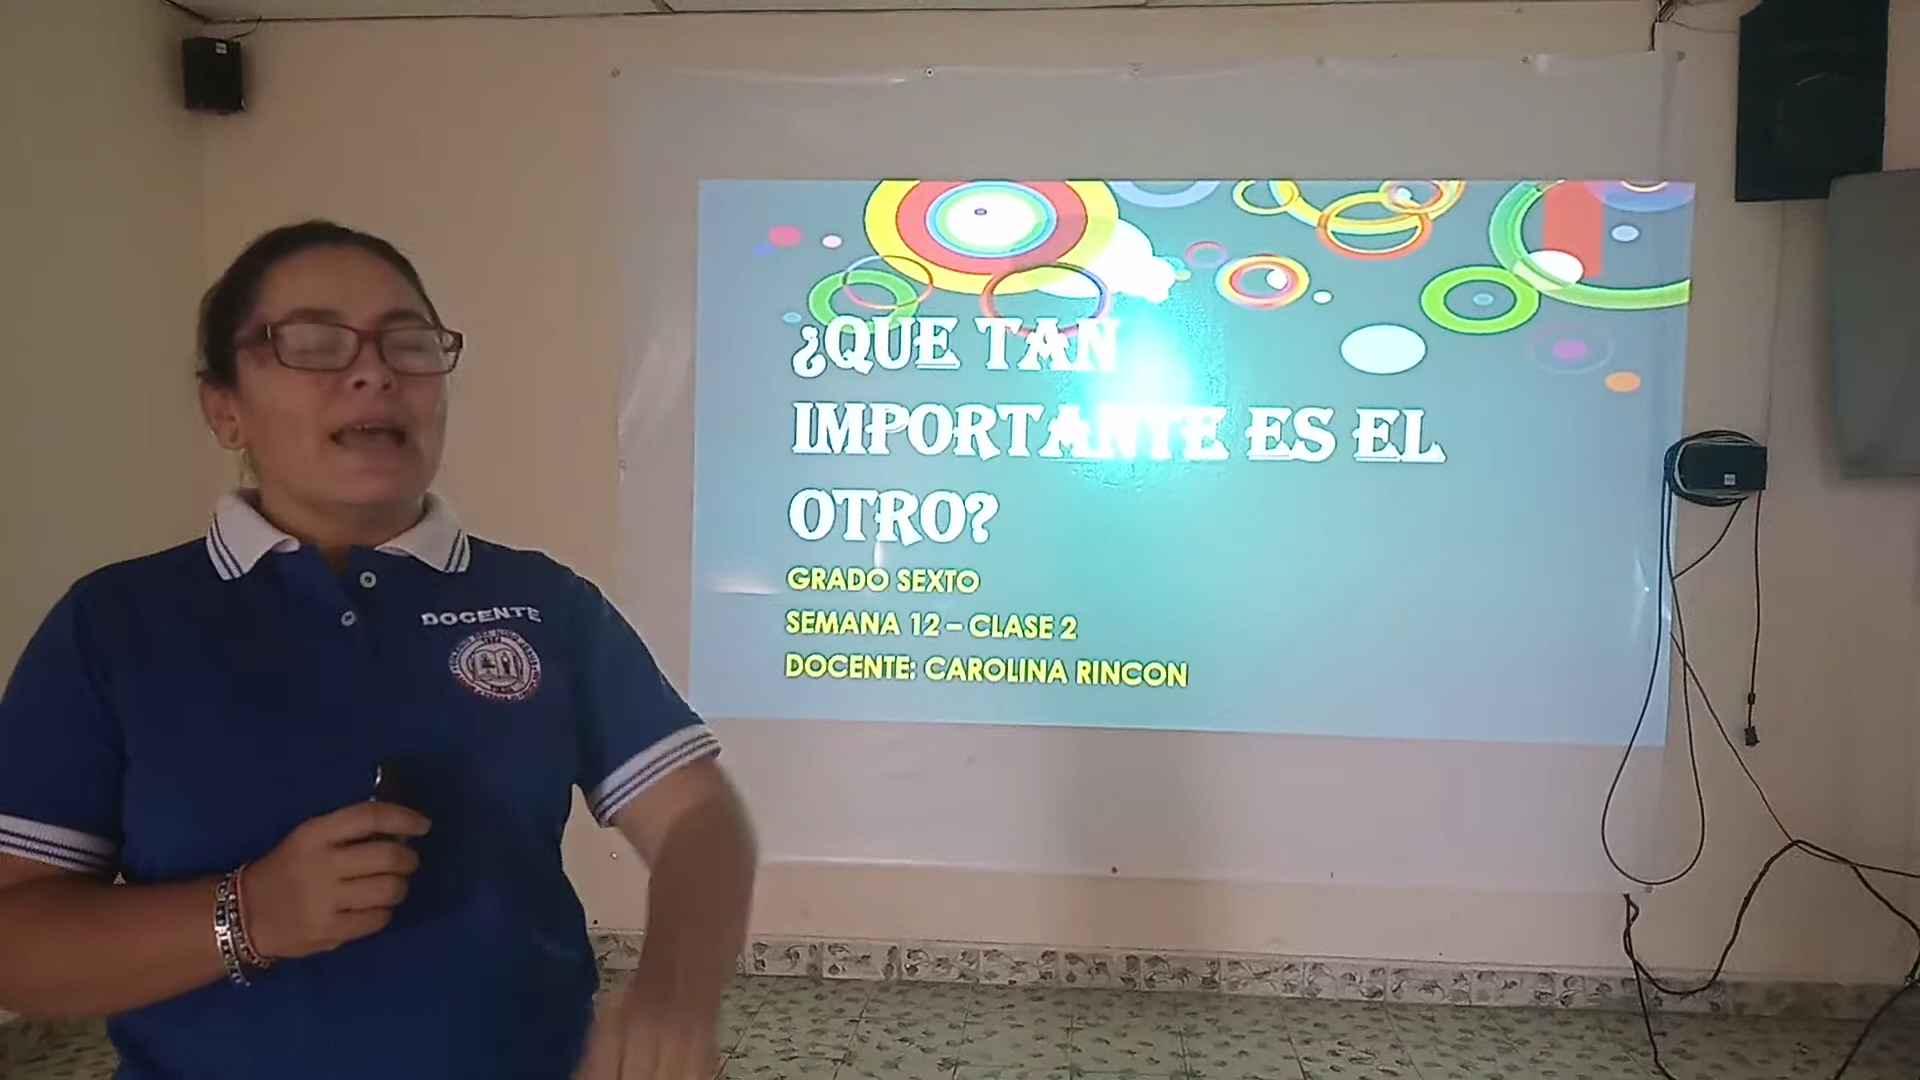 ¿QUE TAN
IMPORTANTE ES EL
OTRO?
GRADO SEXTO
SEMANA 12 – CLASE 2
DOCENTE: CAROLINA RINCON
DOCENTE